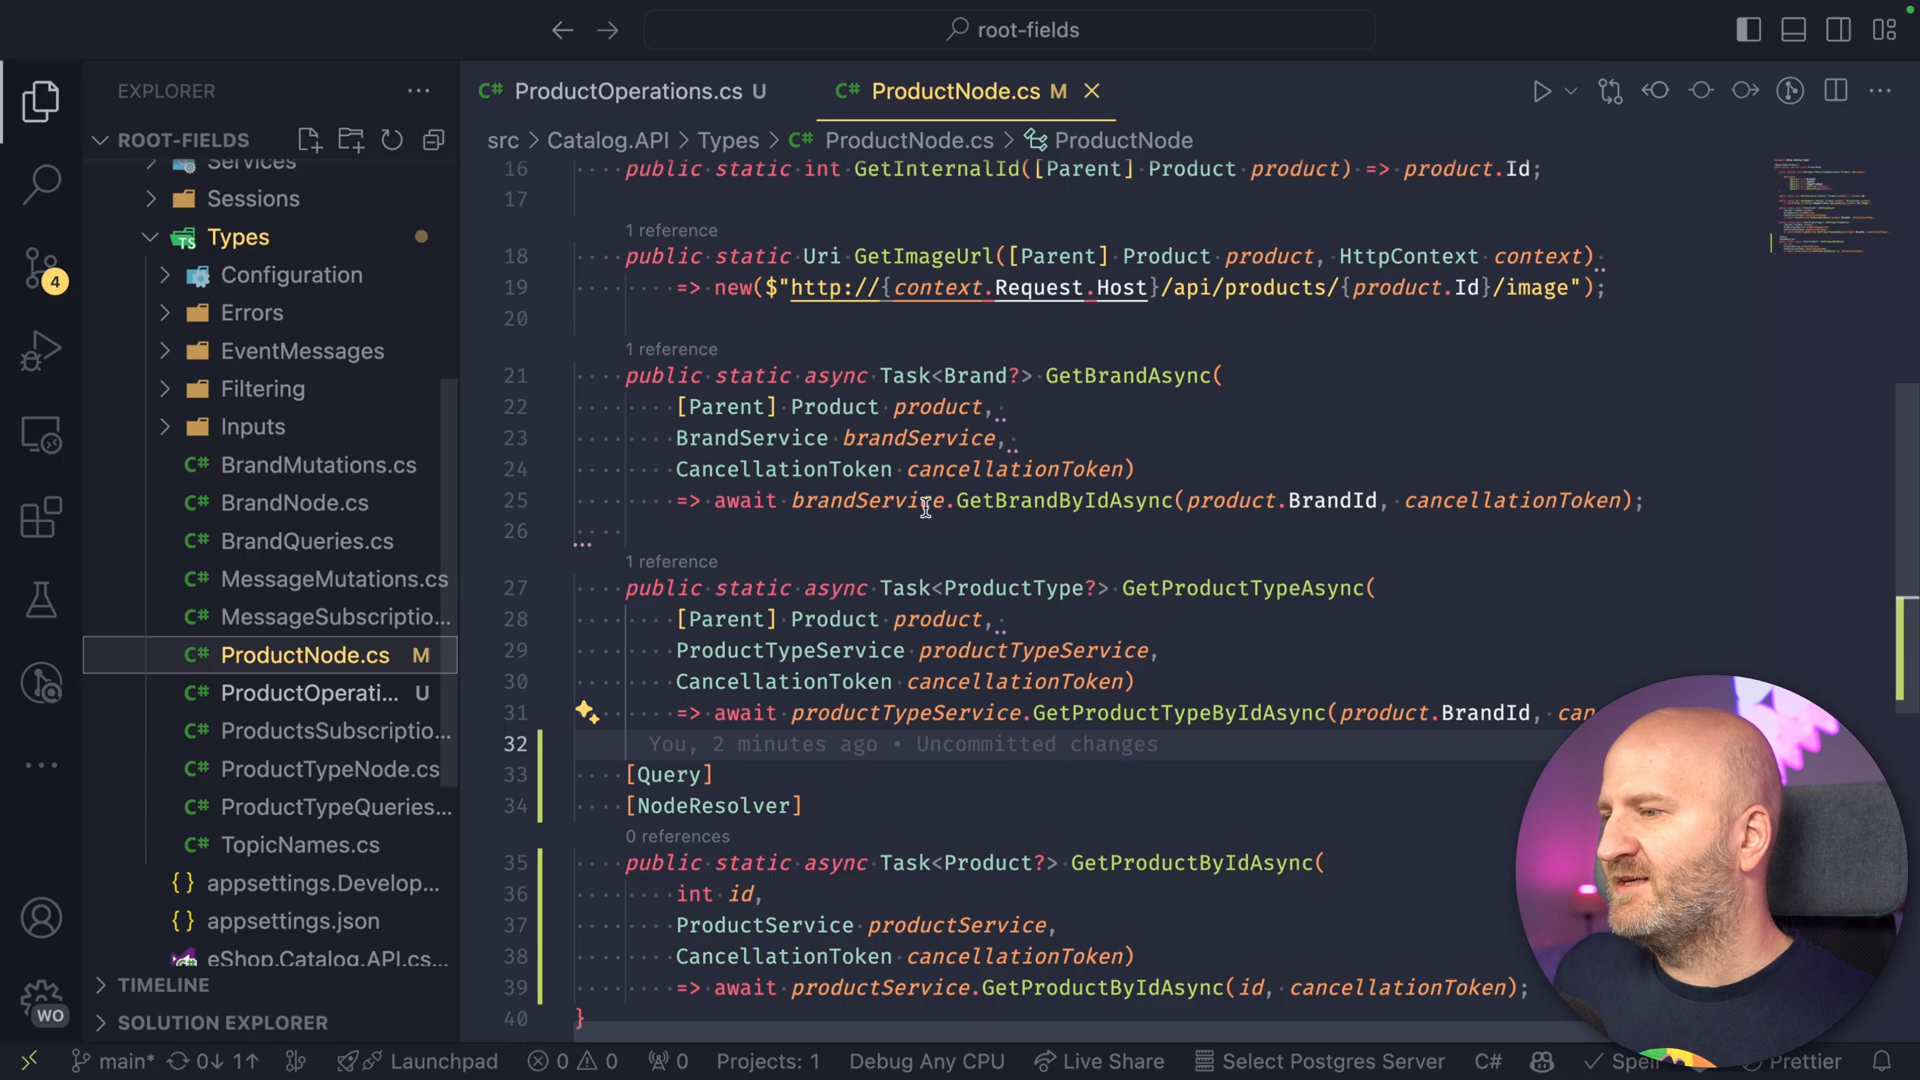 root-fields
EXPLORER
ROOT-FIELDS
Services
Sessions
Types
Configuration
Errors
EventMessages
Filtering
Inputs
C# BrandMutations.cs
C# BrandNode.cs
C# BrandQueries.cs
C# MessageMutations.cs
C# MessageSubscriptio...
C# ProductNode.cs M
C# ProductOperati... U
C# ProductsSubscriptio...
C# ProductTypeNode.cs
C# ProductTypeQueries...
C# TopicNames.cs
{} appsettings.Develop...
{} appsettings.json
eShop.Catalog.API.cs...
TIMELINE
SOLUTION EXPLORER
4
WO
C# ProductOperations.cs U
C# ProductNode.cs M
src > Catalog.API > Types > C# ProductNode.cs > ProductNode
16 public static int GetInternalId([Parent] Product product) => product.Id;
17
1 reference
18 public static Uri GetImageUrl([Parent] Product product, HttpContext context)
19 => new($"http://{context.Request.Host}/api/products/{product.Id}/image");
20
1 reference
21 public static async Task<Brand?> GetBrandAsync(
22 [Parent] Product product,
23 BrandService brandService,
24 CancellationToken cancellationToken)
25 => await brandService.GetBrandByIdAsync(product.BrandId, cancellationToken);
26
1 reference
27 public static async Task<ProductType?> GetProductTypeAsync(
28 [Parent] Product product,
29 ProductTypeService productTypeService,
30 CancellationToken cancellationToken)
31 => await productTypeService.GetProductTypeByIdAsync(product.BrandId, can
32 You, 2 minutes ago • Uncommitted changes
33 [Query]
34 [NodeResolver]
0 references
35 public static async Task<Product?> GetProductByIdAsync(
36 int id,
37 ProductService productService,
38 CancellationToken cancellationToken)
39 => await productService.GetProductByIdAsync(id, cancellationToken);
40 }
main* 0↓ 1↑ Launchpad 0 0 0 Projects: 1 Debug Any CPU Live Share Select Postgres Server C# Spell Prettier